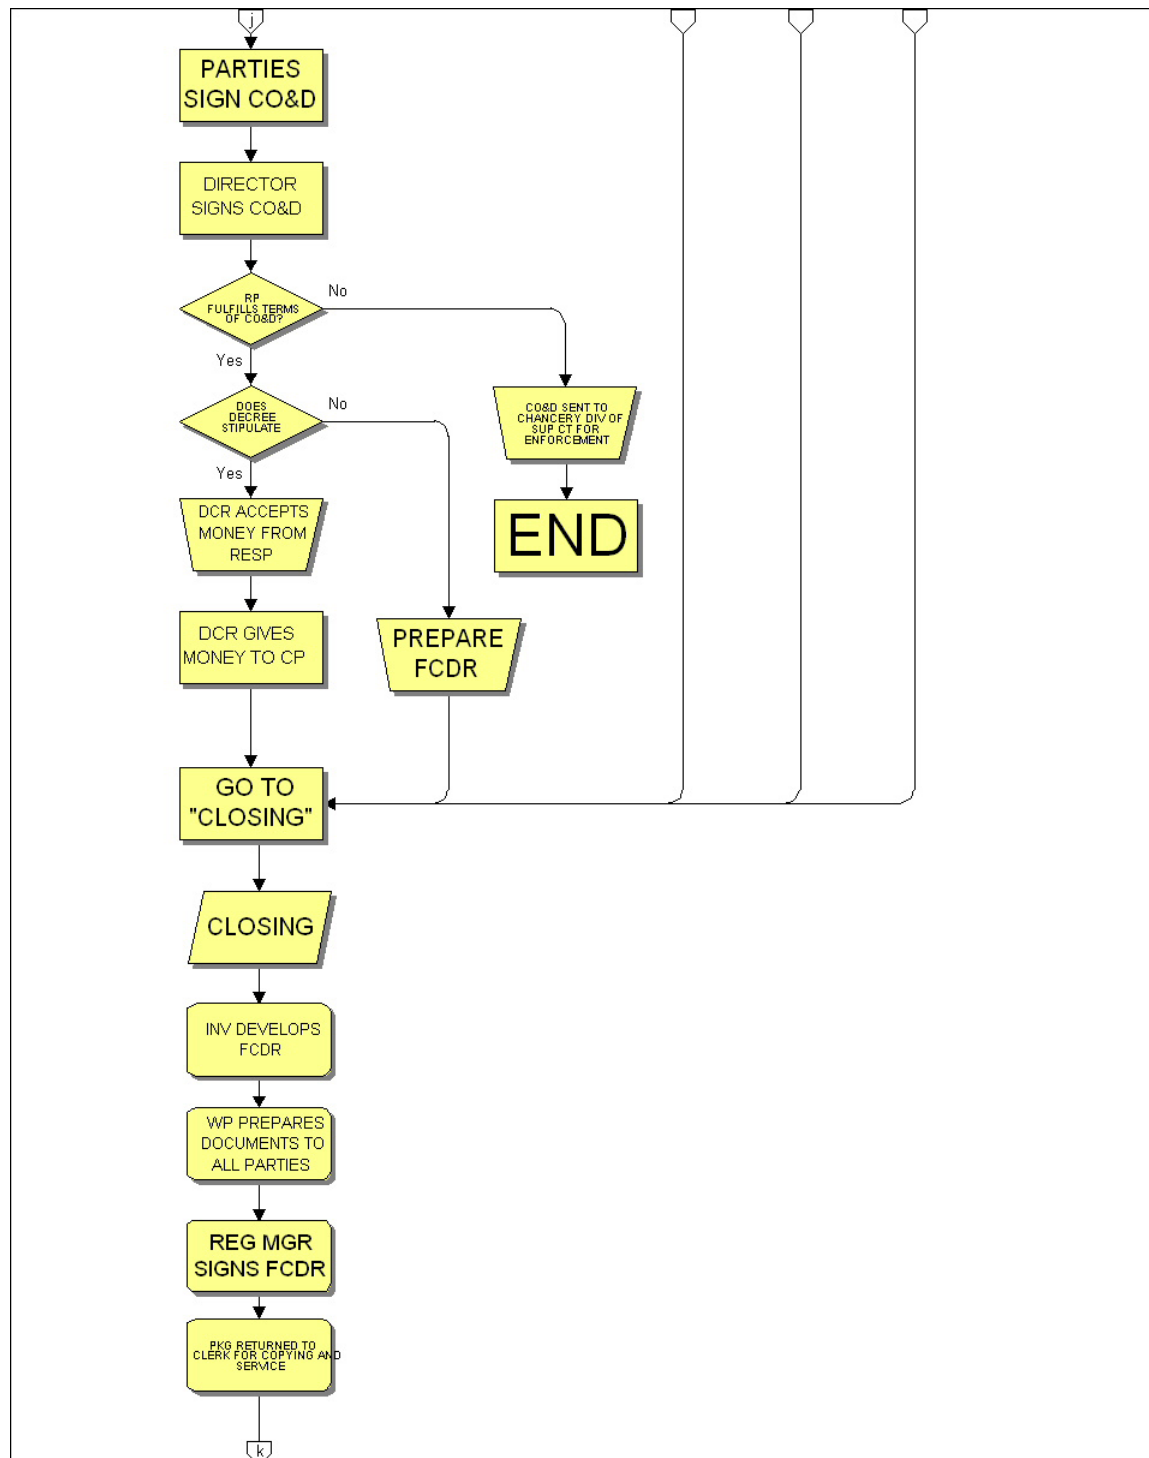 j
PARTIES
SIGN CO&D
DIRECTOR
SIGNS CO&D
RP
FULFILLS TERMS
OF CO&D?
No
Yes
DOES
DECREE
STIPULATE
No
CO&D SENT TO
CHANCERY DIV OF
SUP CT FOR
ENFORCEMENT
Yes
DCR ACCEPTS
MONEY FROM
RESP
END
DCR GIVES
MONEY TO CP
PREPARE
FCDR
GO TO
"CLOSING"
CLOSING
INV DEVELOPS
FCDR
WP PREPARES
DOCUMENTS TO
ALL PARTIES
REG MGR
SIGNS FCDR
PKG RETURNED TO
CLERK FOR COPYING AND
SERVICE
k